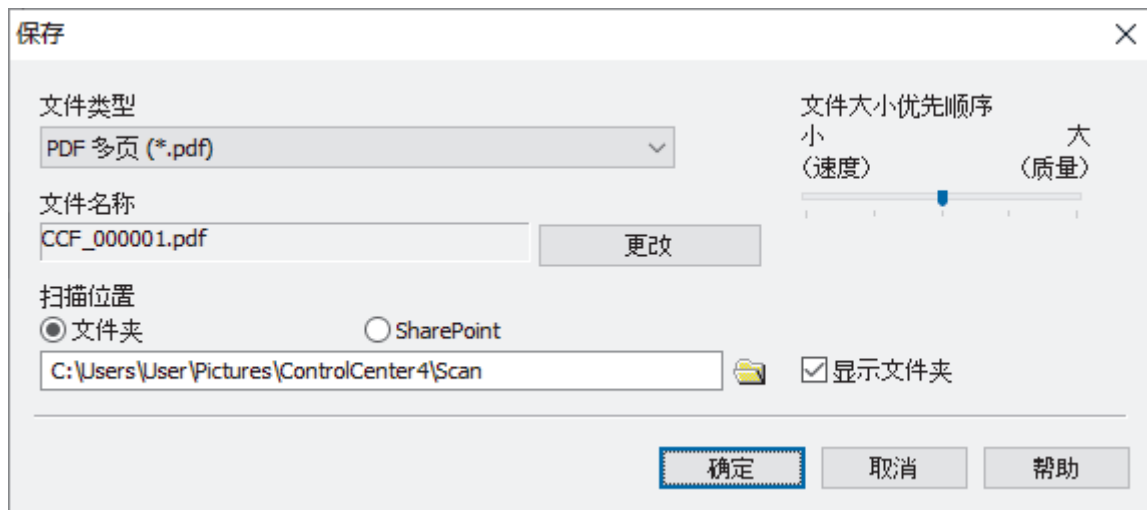 保存
文件类型
PDF 多页 (*.pdf)
文件大小优先顺序
小 大
(速度) (质量)
文件名称
CCF_000001.pdf
更改
扫描位置
文件夹 SharePoint
C:\Users\User\Pictures\ControlCenter4\Scan
显示文件夹
确定 取消 帮助